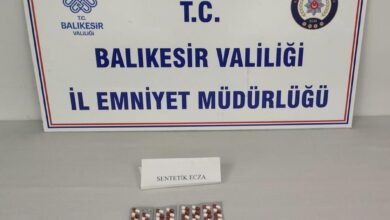 T.C.
BALIKESİR
VALİLİĞİ
T.C.
BALIKESİR VALİLİĞİ
İL EMNİYET MÜDÜRLÜĞÜ
SENTETİK ECZA